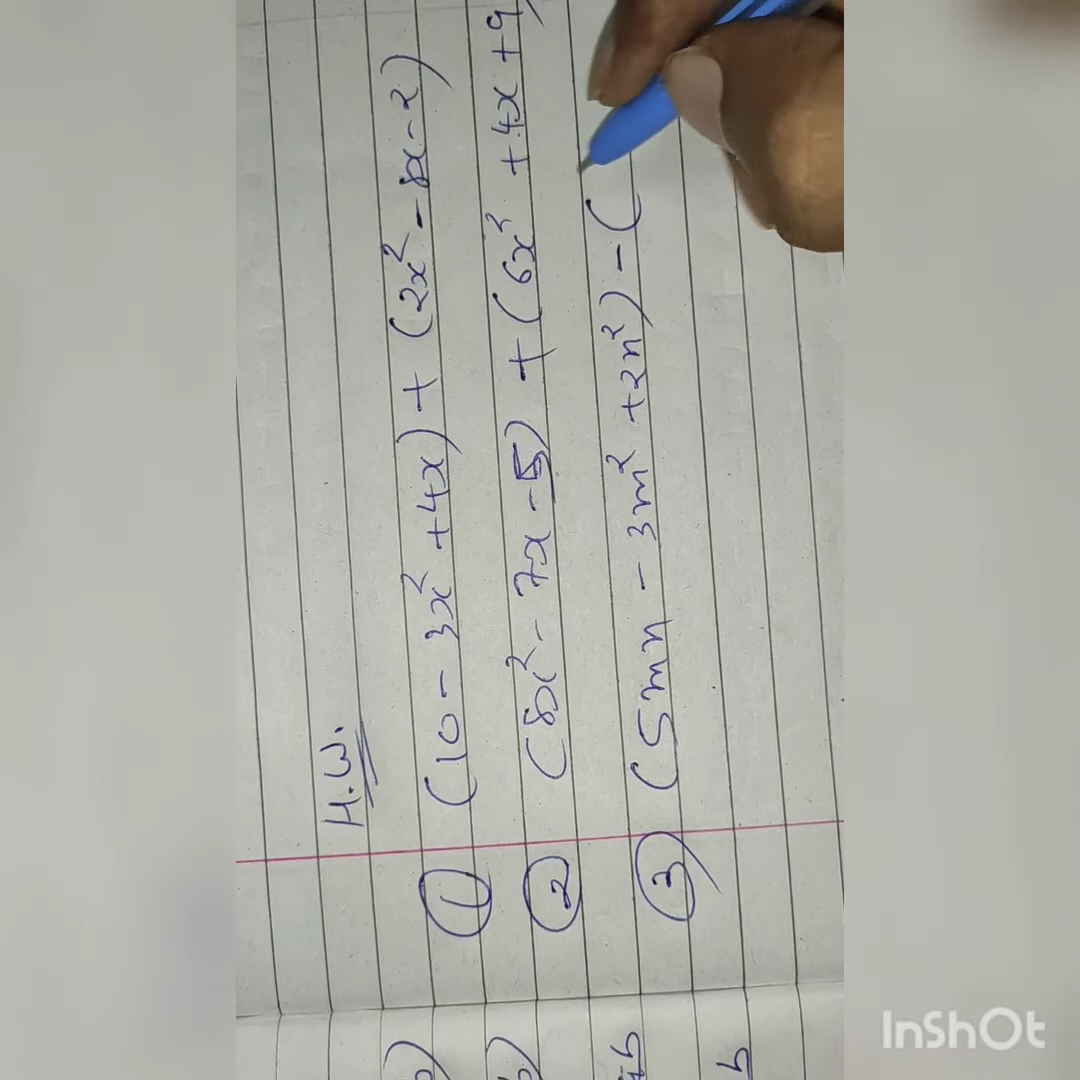 H.W.
① (10 - 3x² + 4x) + (2x² - 8x - 2)
② (8x² - 7x - 5) + (6x² + 4x + 9)
③ (5mn - 3m² + 2n²) - (
InShOt